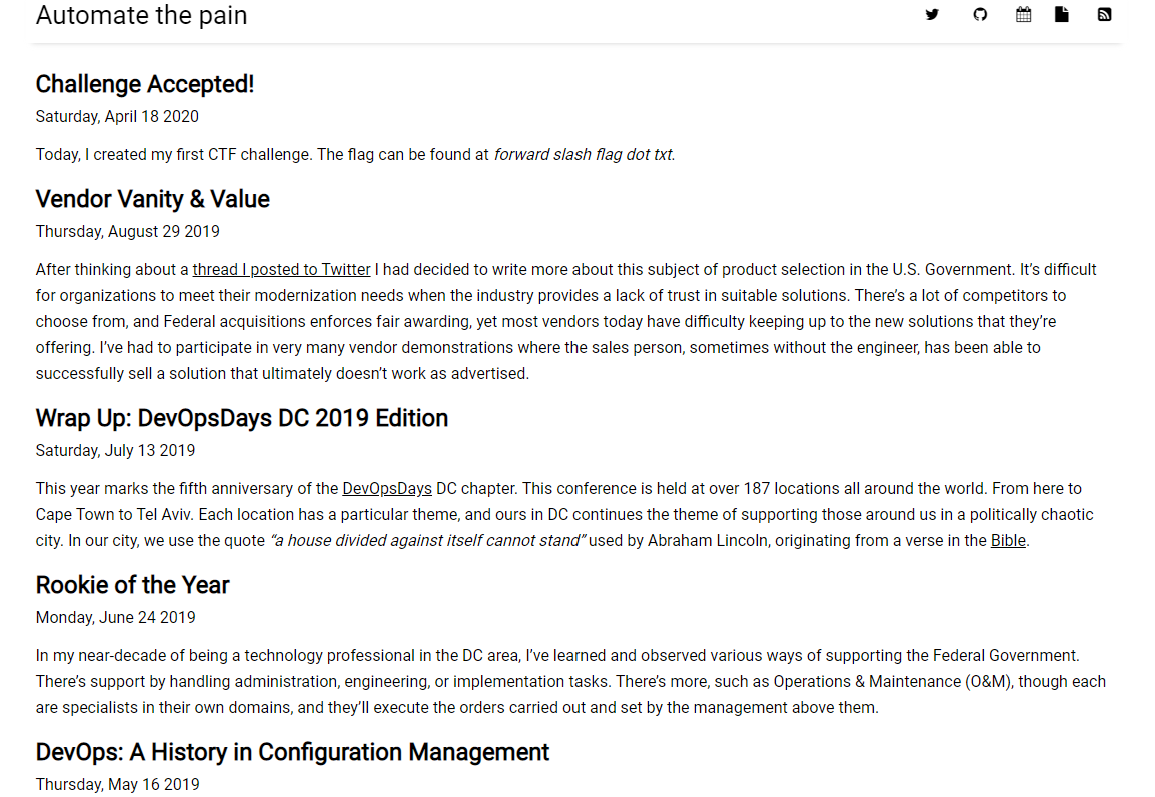 Automate the pain
Challenge Accepted!
Saturday, April 18 2020
Today, I created my first CTF challenge. The flag can be found at forward slash flag dot txt.
Vendor Vanity & Value
Thursday, August 29 2019
After thinking about a thread I posted to Twitter I had decided to write more about this subject of product selection in the U.S. Government. It’s difficult
for organizations to meet their modernization needs when the industry provides a lack of trust in suitable solutions. There’s a lot of competitors to
choose from, and Federal acquisitions enforces fair awarding, yet most vendors today have difficulty keeping up to the new solutions that they’re
offering. I’ve had to participate in very many vendor demonstrations where the sales person, sometimes without the engineer, has been able to
successfully sell a solution that ultimately doesn’t work as advertised.
Wrap Up: DevOpsDays DC 2019 Edition
Saturday, July 13 2019
This year marks the fifth anniversary of the DevOpsDays DC chapter. This conference is held at over 187 locations all around the world. From here to
Cape Town to Tel Aviv. Each location has a particular theme, and ours in DC continues the theme of supporting those around us in a politically chaotic
city. In our city, we use the quote “a house divided against itself cannot stand” used by Abraham Lincoln, originating from a verse in the Bible.
Rookie of the Year
Monday, June 24 2019
In my near-decade of being a technology professional in the DC area, I’ve learned and observed various ways of supporting the Federal Government.
There’s support by handling administration, engineering, or implementation tasks. There’s more, such as Operations & Maintenance (O&M), though each
are specialists in their own domains, and they’ll execute the orders carried out and set by the management above them.
DevOps: A History in Configuration Management
Thursday, May 16 2019